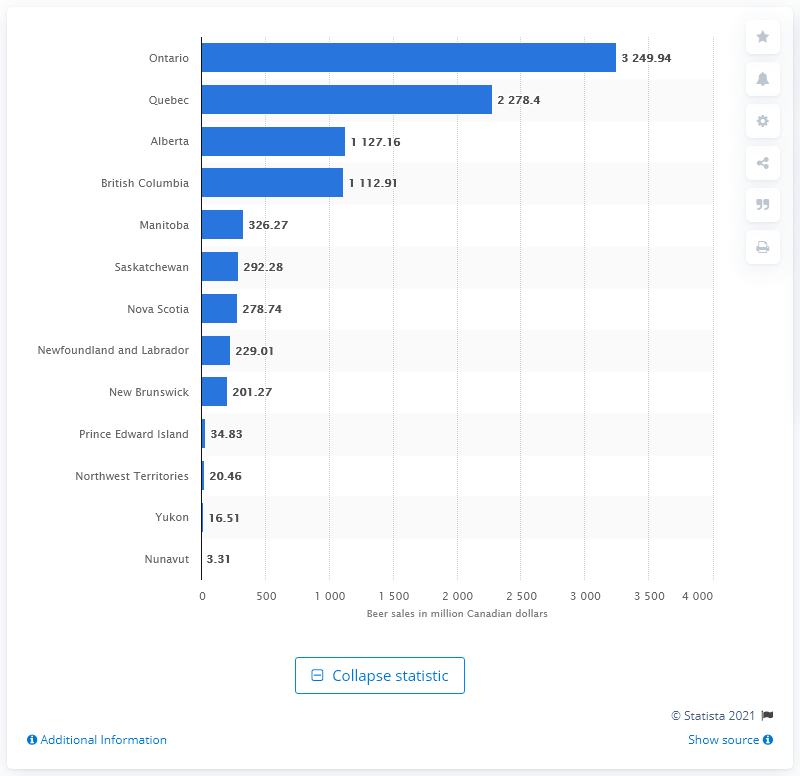 Ontario 3 249.94
Quebec 2 278.4
Alberta 1 127.16
British Columbia 1 112.91
Manitoba 326.27
Saskatchewan 292.28
Nova Scotia 278.74
Newfoundland and Labrador 229.01
New Brunswick 201.27
Prince Edward Island 34.83
Northwest Territories 20.46
Yukon 16.51
Nunavut 3.31
0 500 1 000 1 500 2 000 2 500 3 000 3 500 4 000
Beer sales in million Canadian dollars
Collapse statistic
© Statista 2021
Additional Information Show source